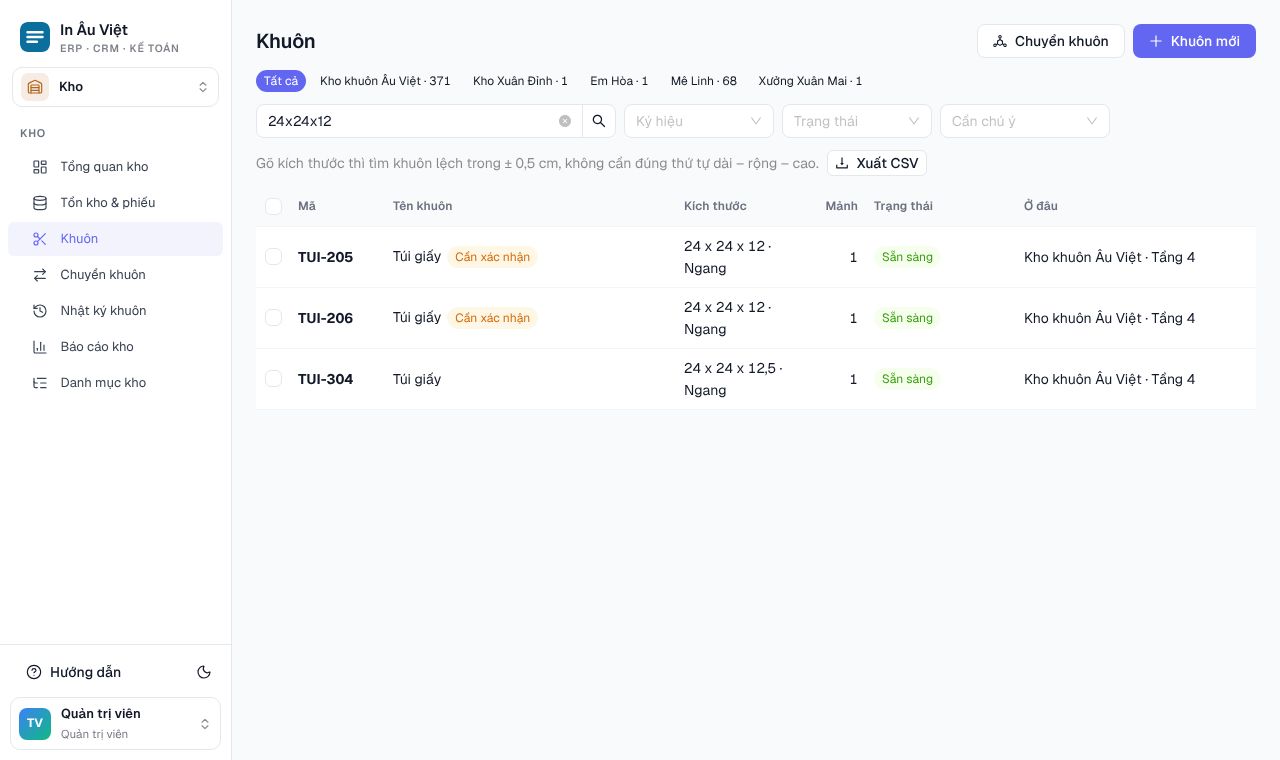 In Âu Việt
ERP · CRM · KẾ TOÁN
Kho
KHO
Tổng quan kho
Tồn kho & phiếu
Khuôn
Chuyển khuôn
Nhật ký khuôn
Báo cáo kho
Danh mục kho
Hướng dẫn
TV
Quản trị viên
Quản trị viên
Khuôn
Chuyển khuôn
Khuôn mới
Tất cả
Kho khuôn Âu Việt · 371
Kho Xuân Đỉnh · 1
Em Hòa · 1
Mê Linh · 68
Xưởng Xuân Mai · 1
24x24x12
Ký hiệu
Trạng thái
Cần chú ý
Gõ kích thước thì tìm khuôn lệch trong ± 0,5 cm, không cần đúng thứ tự dài – rộng – cao.
Xuất CSV
Mã Tên khuôn Kích thước Mảnh Trạng thái Ở đâu
TUI-205 Túi giấy Cần xác nhận 24 x 24 x 12 · 1 Sẵn sàng Kho khuôn Âu Việt · Tầng 4
Ngang
TUI-206 Túi giấy Cần xác nhận 24 x 24 x 12 · 1 Sẵn sàng Kho khuôn Âu Việt · Tầng 4
Ngang
TUI-304 Túi giấy 24 x 24 x 12,5 · 1 Sẵn sàng Kho khuôn Âu Việt · Tầng 4
Ngang